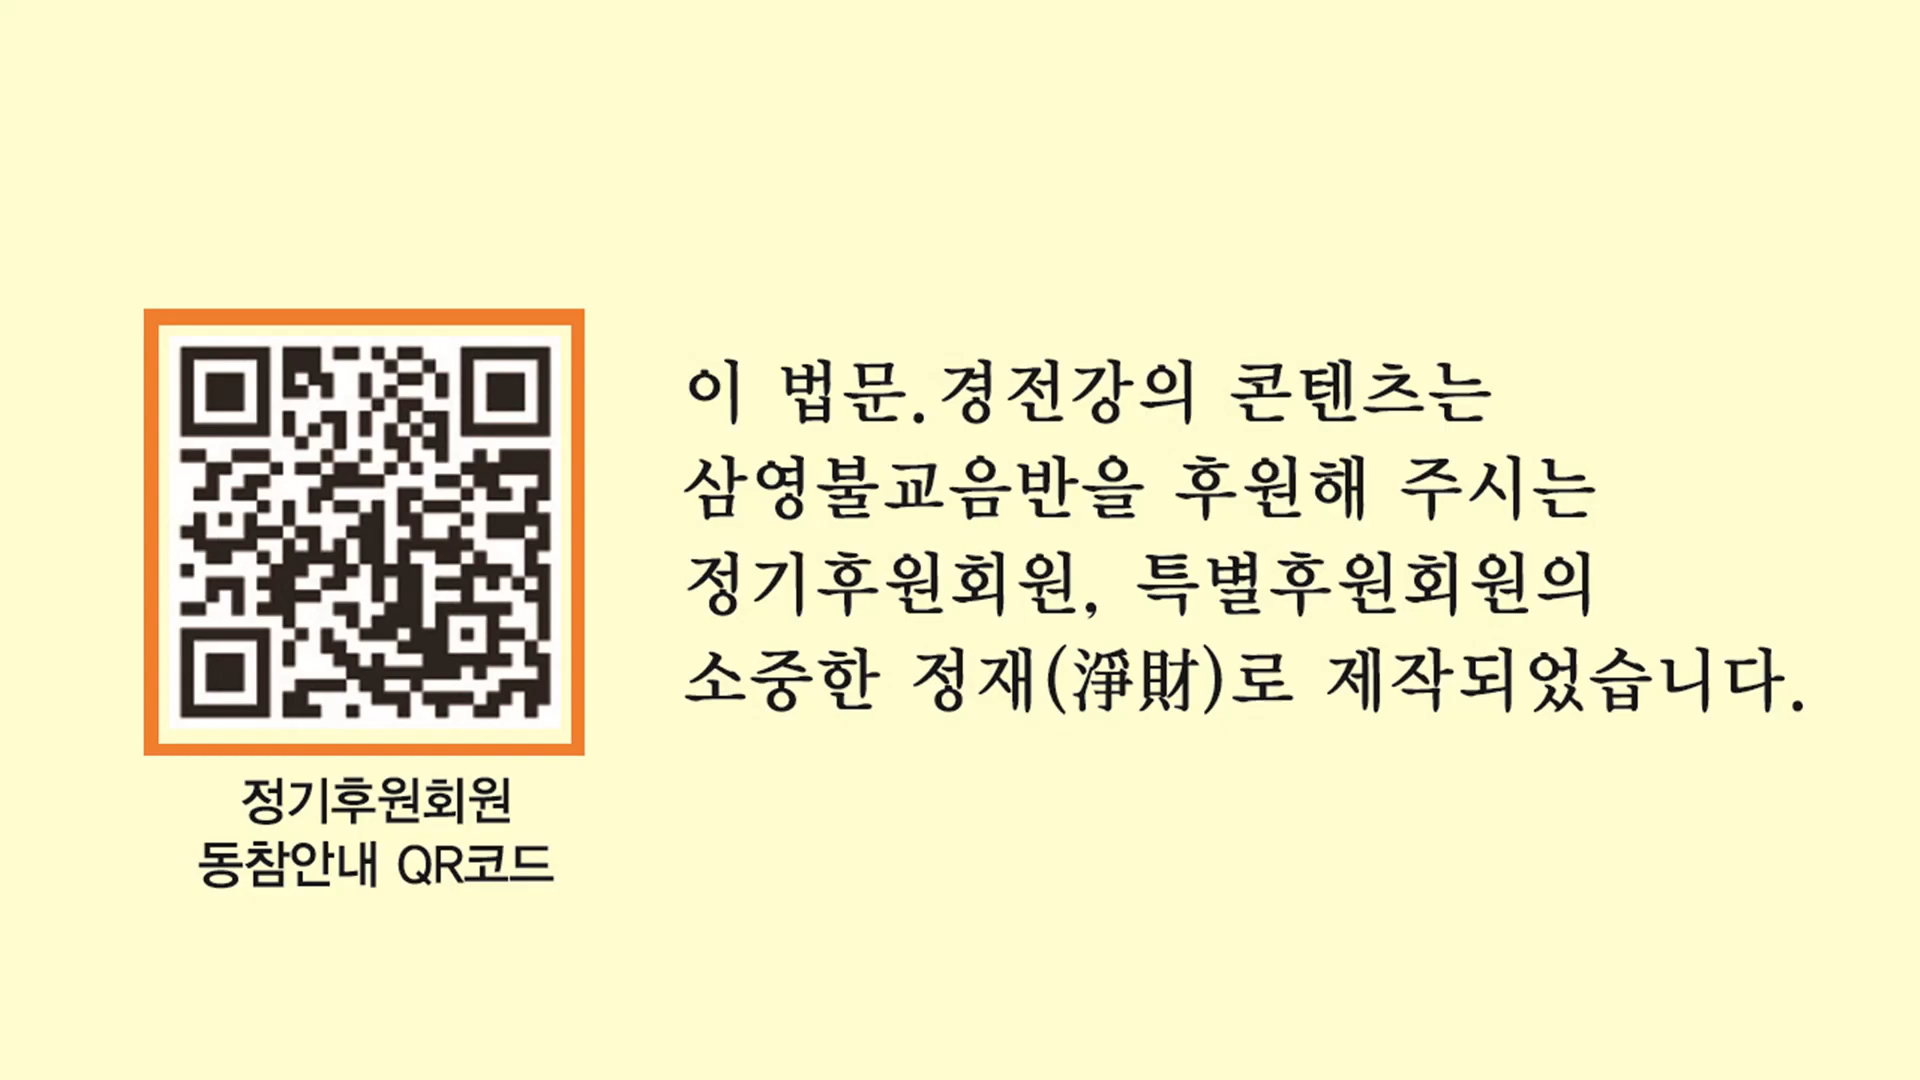 이 법문.경전강의 콘텐츠는
삼영불교음반을 후원해 주시는
정기후원회원, 특별후원회원의
소중한 정재(淨財)로 제작되었습니다.
정기후원회원
동참안내 QR코드